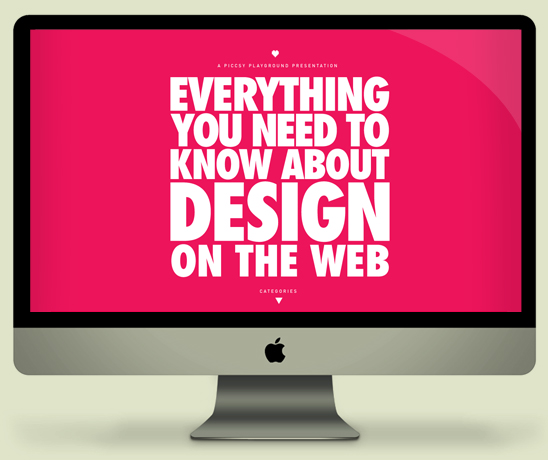 A PICCSY PLAYGROUND PRESENTATION
EVERYTHING
YOU NEED TO
KNOW ABOUT
DESIGN
ON THE WEB
CATEGORIES